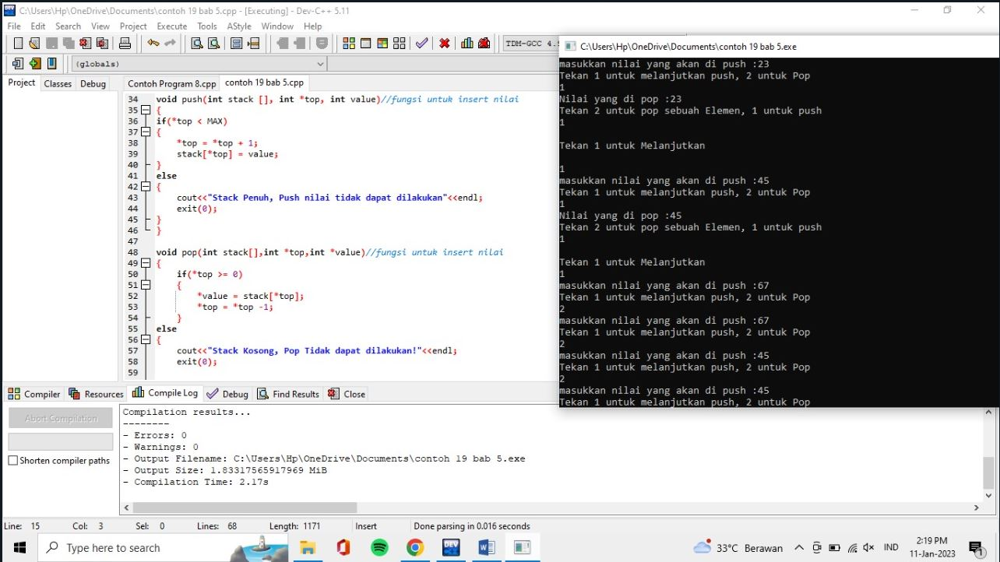 C:\Users\Hp\OneDrive\Documents\contoh 19 bab 5.cpp - [Executing] - Dev-C++ 5.11
File Edit Search View Project Execute Tools AStyle Window Help
TDM-GCC 4.9
(globals)
Project Classes Debug
Contoh Program 8.cpp contoh 19 bab 5.cpp
34 void push(int stack [], int *top, int value)//fungsi untuk insert nilai
35 {
36 if(*top < MAX)
37 {
38 *top = *top + 1;
39 stack[*top] = value;
40 }
41 else
42 {
43 cout<<"Stack Penuh, Push nilai tidak dapat dilakukan"<<endl;
44 exit(0);
45 }
46 }
47
48 void pop(int stack[],int *top,int *value)//fungsi untuk insert nilai
49 {
50 if(*top >= 0)
51 {
52 *value = stack[*top];
53 *top = *top -1;
54 }
55 else
56 {
57 cout<<"Stack Kosong, Pop Tidak dapat dilakukan!"<<endl;
58 exit(0);
59
C:\Users\Hp\OneDrive\Documents\contoh 19 bab 5.exe
masukkan nilai yang akan di push :23
Tekan 1 untuk melanjutkan push, 2 untuk Pop
1
Nilai yang di pop :23
Tekan 2 untuk pop sebuah Elemen, 1 untuk push
1
Tekan 1 untuk Melanjutkan
1
masukkan nilai yang akan di push :45
Tekan 1 untuk melanjutkan push, 2 untuk Pop
1
Nilai yang di pop :45
Tekan 2 untuk pop sebuah Elemen, 1 untuk push
1
Tekan 1 untuk Melanjutkan
1
masukkan nilai yang akan di push :67
Tekan 1 untuk melanjutkan push, 2 untuk Pop
2
masukkan nilai yang akan di push :67
Tekan 1 untuk melanjutkan push, 2 untuk Pop
2
masukkan nilai yang akan di push :45
Tekan 1 untuk melanjutkan push, 2 untuk Pop
2
masukkan nilai yang akan di push :45
Tekan 1 untuk melanjutkan push, 2 untuk Pop
Compiler Resources Compile Log Debug Find Results Close
Abort Compilation
Shorten compiler paths
Compilation results...
--------
- Errors: 0
- Warnings: 0
- Output Filename: C:\Users\Hp\OneDrive\Documents\contoh 19 bab 5.exe
- Output Size: 1.83317565917969 MiB
- Compilation Time: 2.17s
Line: 15 Col: 3 Sel: 0 Lines: 68 Length: 1171 Insert Done parsing in 0.016 seconds
Type here to search
DEV
W
33°C Berawan
IND
2:19 PM
11-Jan-2023
1